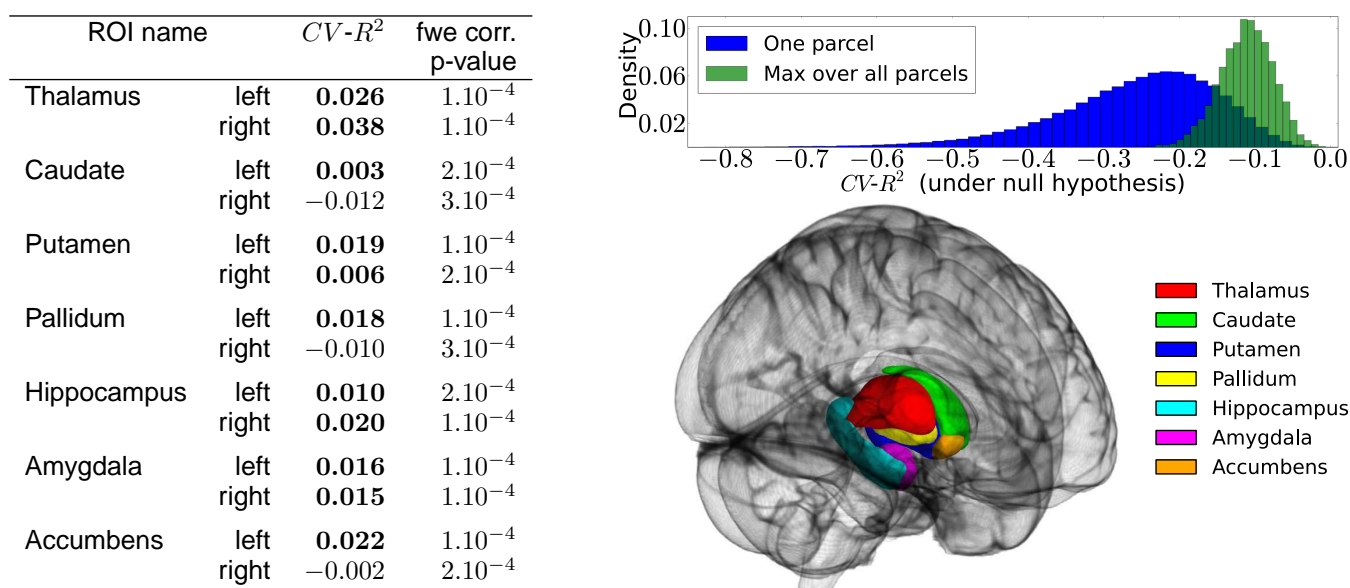 ROI name CV-R² fwe corr.
p-value
Thalamus left 0.026 1.10⁻⁴
right 0.038 1.10⁻⁴
Caudate left 0.003 2.10⁻⁴
right −0.012 3.10⁻⁴
Putamen left 0.019 1.10⁻⁴
right 0.006 2.10⁻⁴
Pallidum left 0.018 1.10⁻⁴
right −0.010 3.10⁻⁴
Hippocampus left 0.010 2.10⁻⁴
right 0.020 1.10⁻⁴
Amygdala left 0.016 1.10⁻⁴
right 0.015 1.10⁻⁴
Accumbens left 0.022 1.10⁻⁴
right −0.002 2.10⁻⁴
Density
0.10
0.06
0.02
One parcel
Max over all parcels
−0.8 −0.7 −0.6 −0.5 −0.4 −0.3 −0.2 −0.1 0.0
CV-R² (under null hypothesis)
Thalamus
Caudate
Putamen
Pallidum
Hippocampus
Amygdala
Accumbens